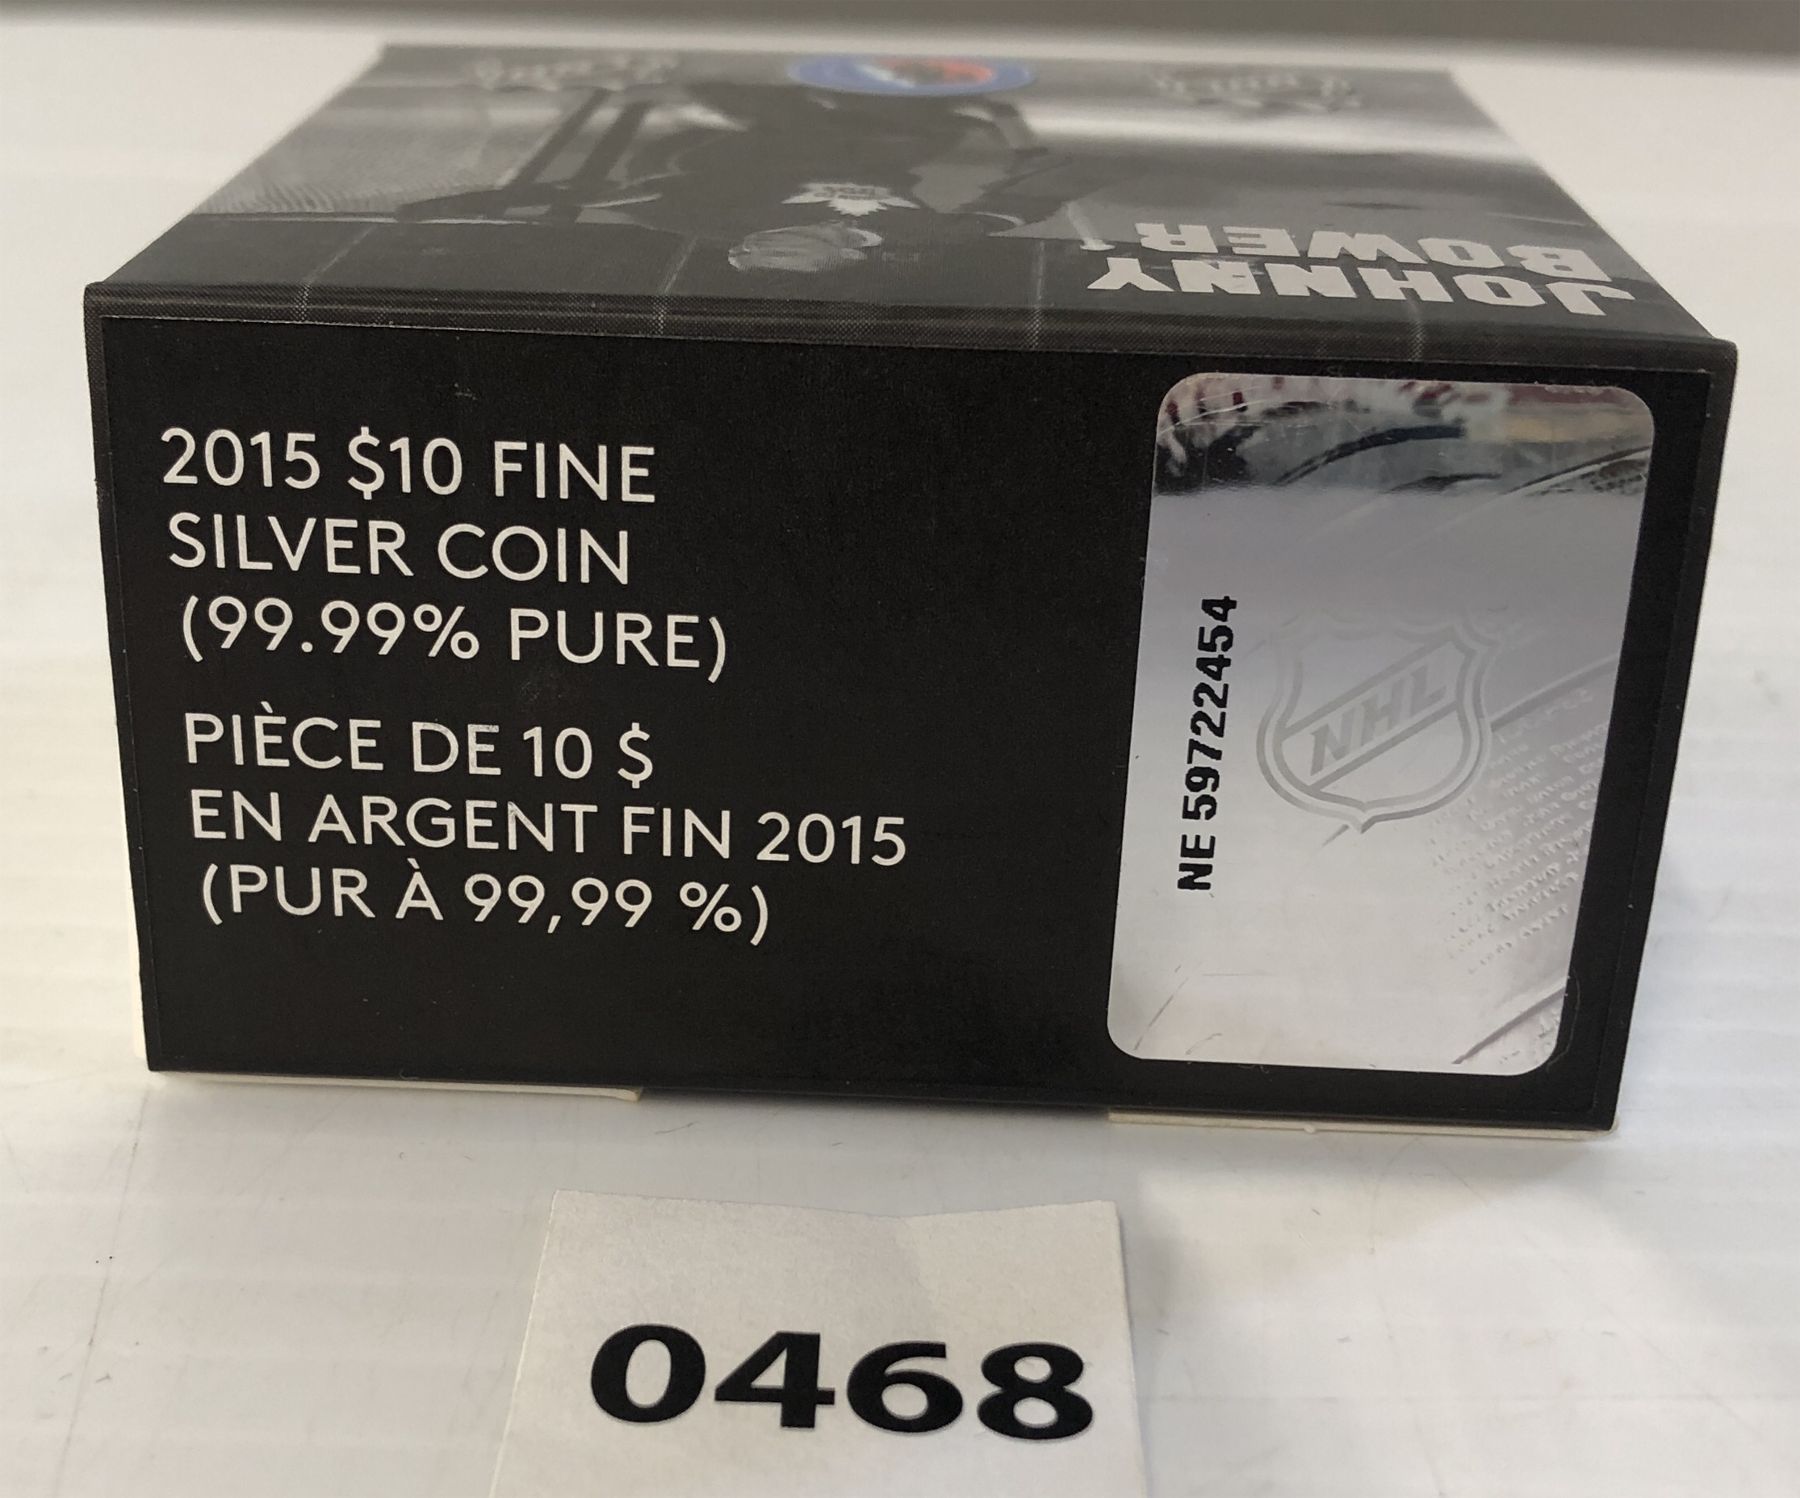 JOHNNY
BOWER
2015 $10 FINE
SILVER COIN
(99.99% PURE)
PIÈCE DE 10 $
EN ARGENT FIN 2015
(PUR À 99,99 %)
NE 59722454
NHL
0468